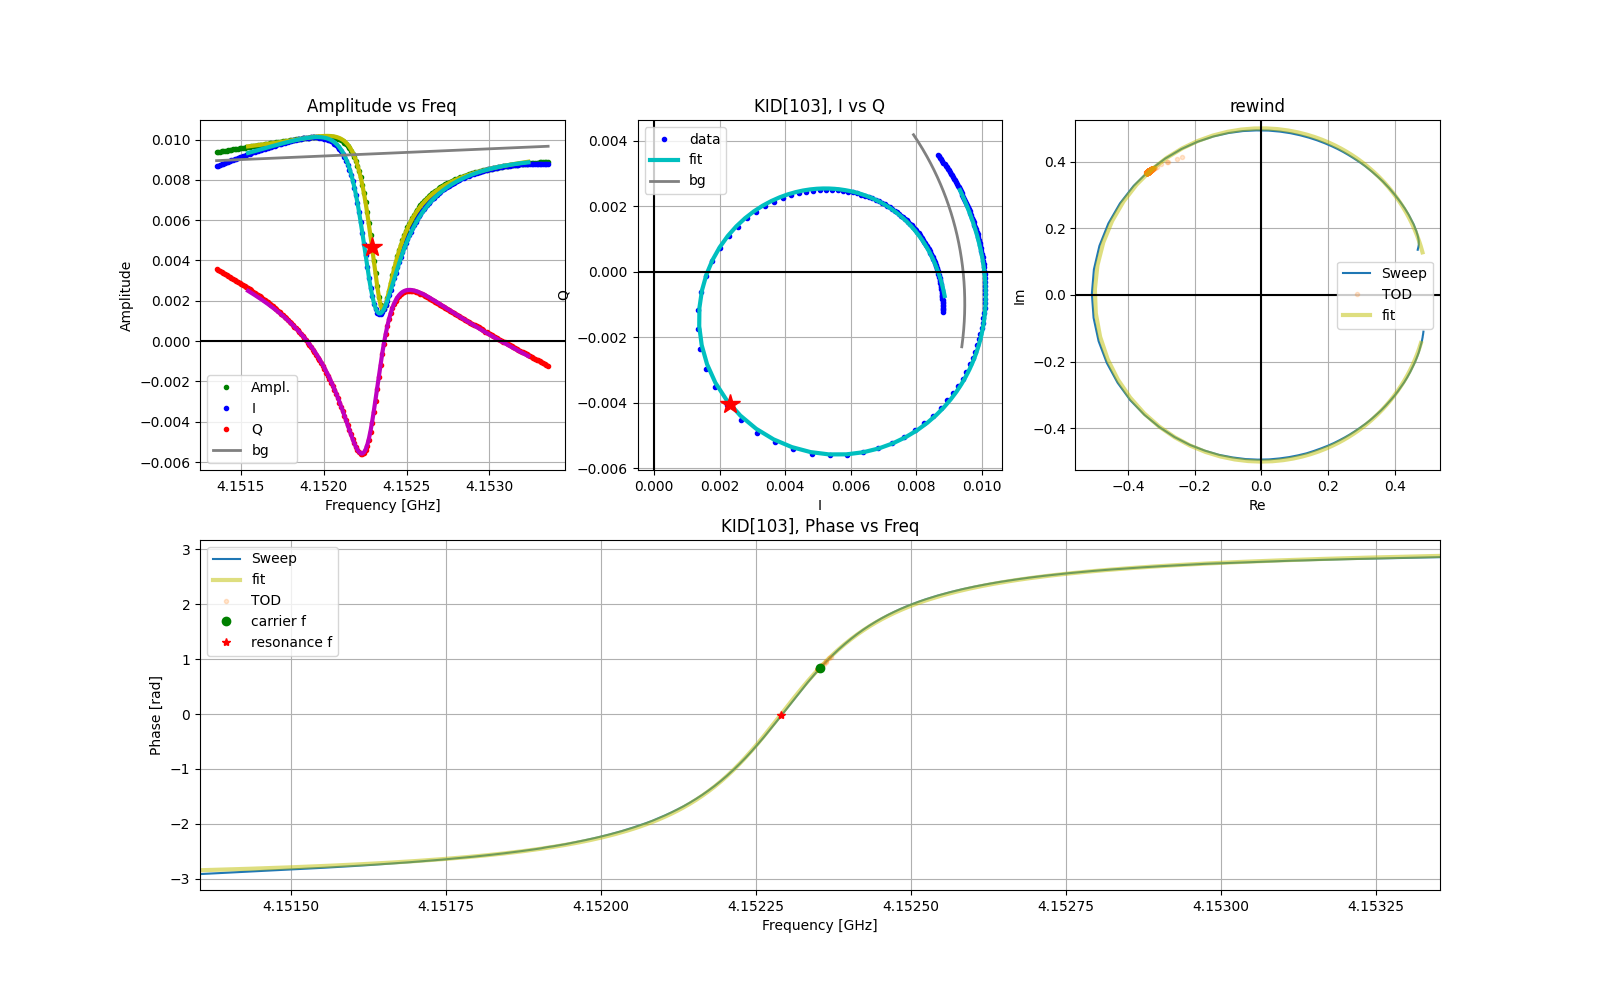 Amplitude vs Freq
Amplitude
0.010
0.008
0.006
0.004
0.002
0.000
−0.002
−0.004
−0.006
Ampl.
I
Q
bg
4.1515
4.1520
4.1525
4.1530
Frequency [GHz]
KID[103], I vs Q
Q
0.004
0.002
0.000
−0.002
−0.004
−0.006
data
fit
bg
0.000
0.002
0.004
0.006
0.008
0.010
I
rewind
Im
0.4
0.2
0.0
−0.2
−0.4
Sweep
TOD
fit
−0.4
−0.2
0.0
0.2
0.4
Re
KID[103], Phase vs Freq
Phase [rad]
3
2
1
0
−1
−2
−3
Sweep
fit
TOD
carrier f
resonance f
4.15150
4.15175
4.15200
4.15225
4.15250
4.15275
4.15300
4.15325
Frequency [GHz]